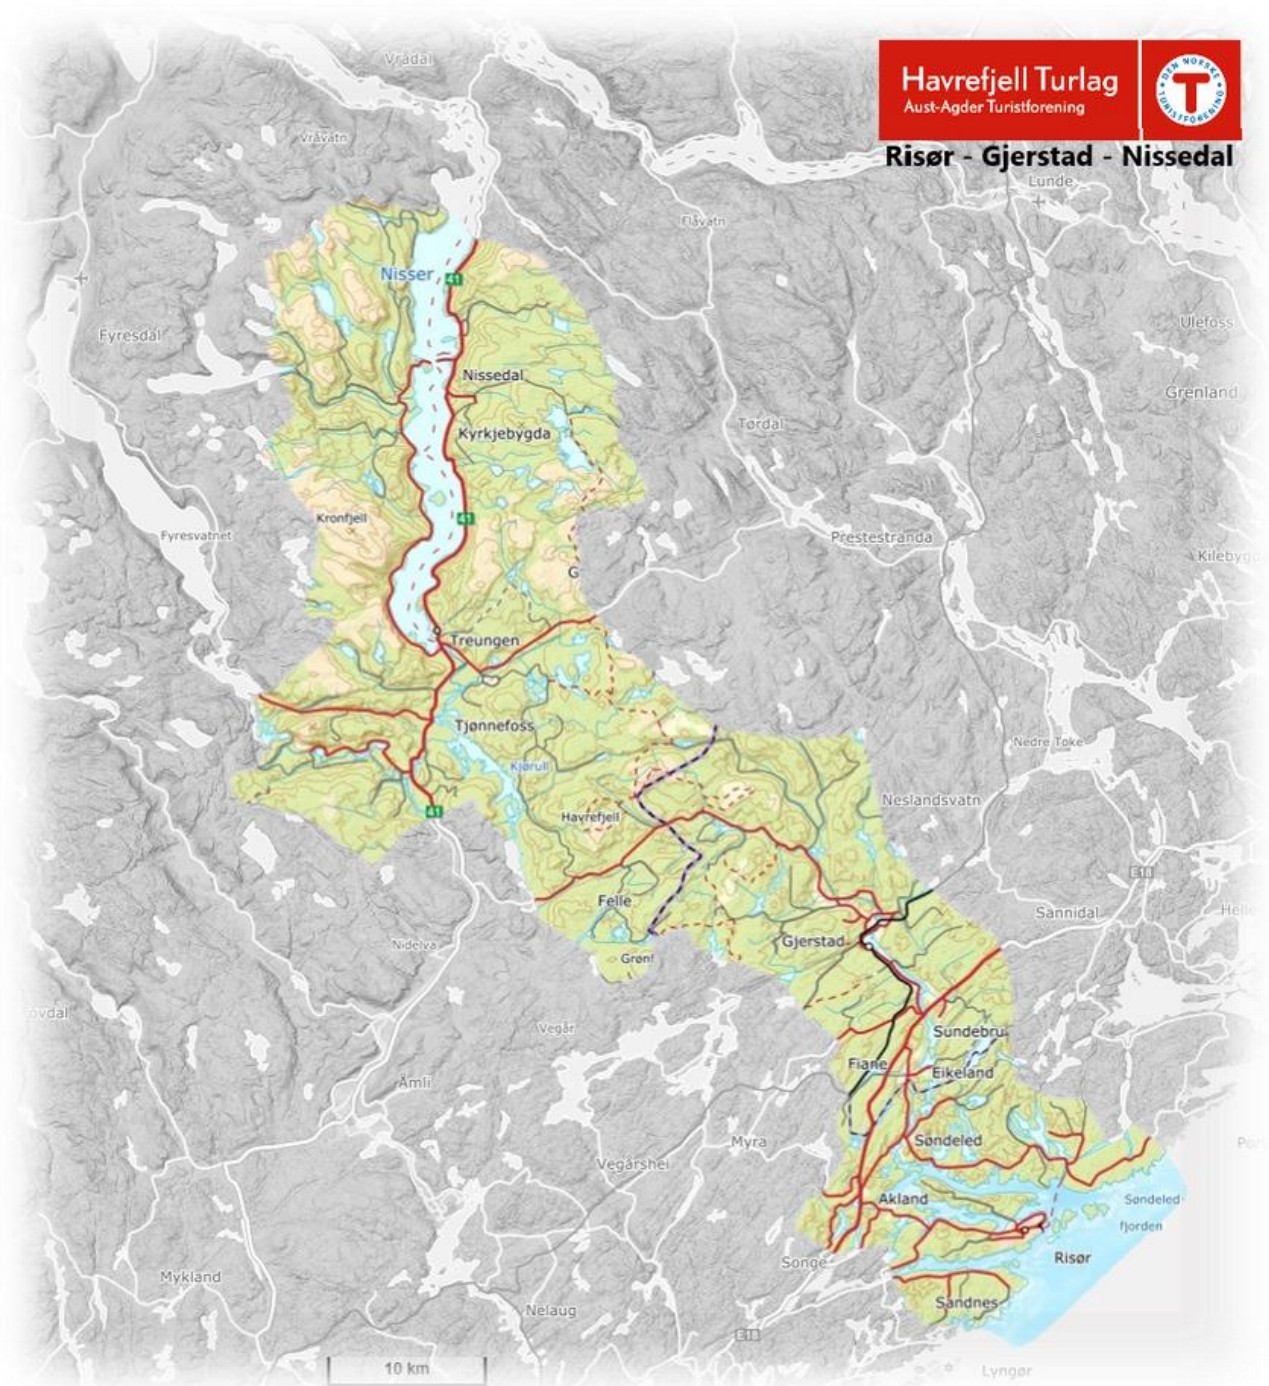 Vrådal
Havrefjell Turlag
Aust-Agder Turistforening
DEN NORSKE
TURISTFORENING
T
Risør - Gjerstad - Nissedal
Vråvatn
Lunde
Flåvatn
Nisser
41
Fyresdal
Ulefoss
Nissedal
Grenland
Kyrkjebygda
Tørdal
Kronfjell
41
Fyresvatnet
Prestestranda
Kilebygda
G
Treungen
Tjønnefoss
Nedre Toke
Kjørull
Neslandsvatn
41
Havrefjell
E18
Felle
Sannidal
Helle
Gjerstad
Nidelva
Grønf
Vegår
Sundebru
Fiane
Eikeland
Åmli
Søndeled
Myra
Vegårshei
Akland
Søndeled
fjorden
Risør
Songe
Mykland
Sandnes
Nelaug
E18
10 km
Lyngør